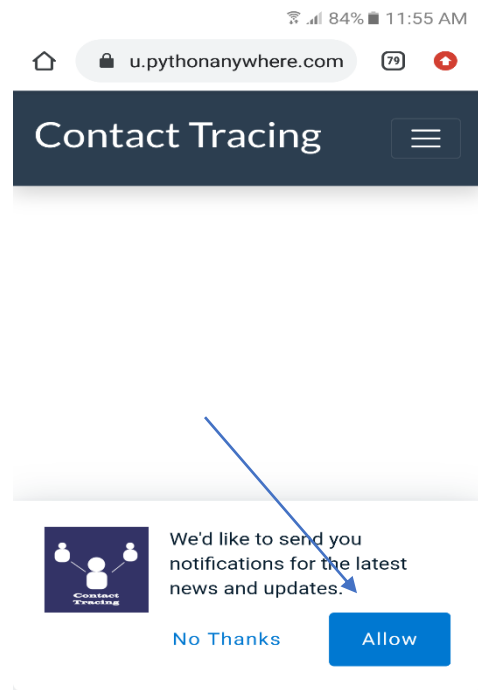 84% 11:55 AM
u.pythonanywhere.com 79
Contact Tracing
We'd like to send you
notifications for the latest
news and updates.
Contact
Tracing
No Thanks Allow